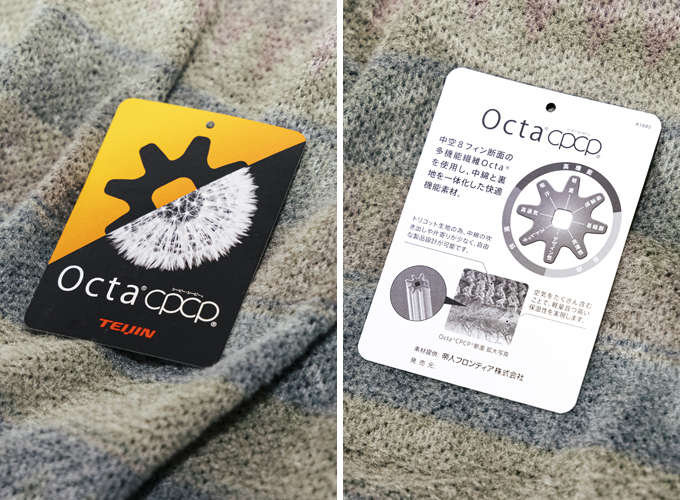 Octa®cpcp®
TEIJIN
K1605
Octa®cpcp®
中空8フィン断面の
多機能繊維Octa®
を使用し、中綿と裏
地を一体化した快適
機能素材。
高機能
トリコット生地の為、中綿の吹
き出しや片寄りが少なく、自由
な製品設計が可能です。
空気をたくさん含む
ことで、軽量且つ高い
保温性を実現します。
Octa®CPCP®断面 拡大写真
素材提供 帝人フロンティア株式会社
発売元: